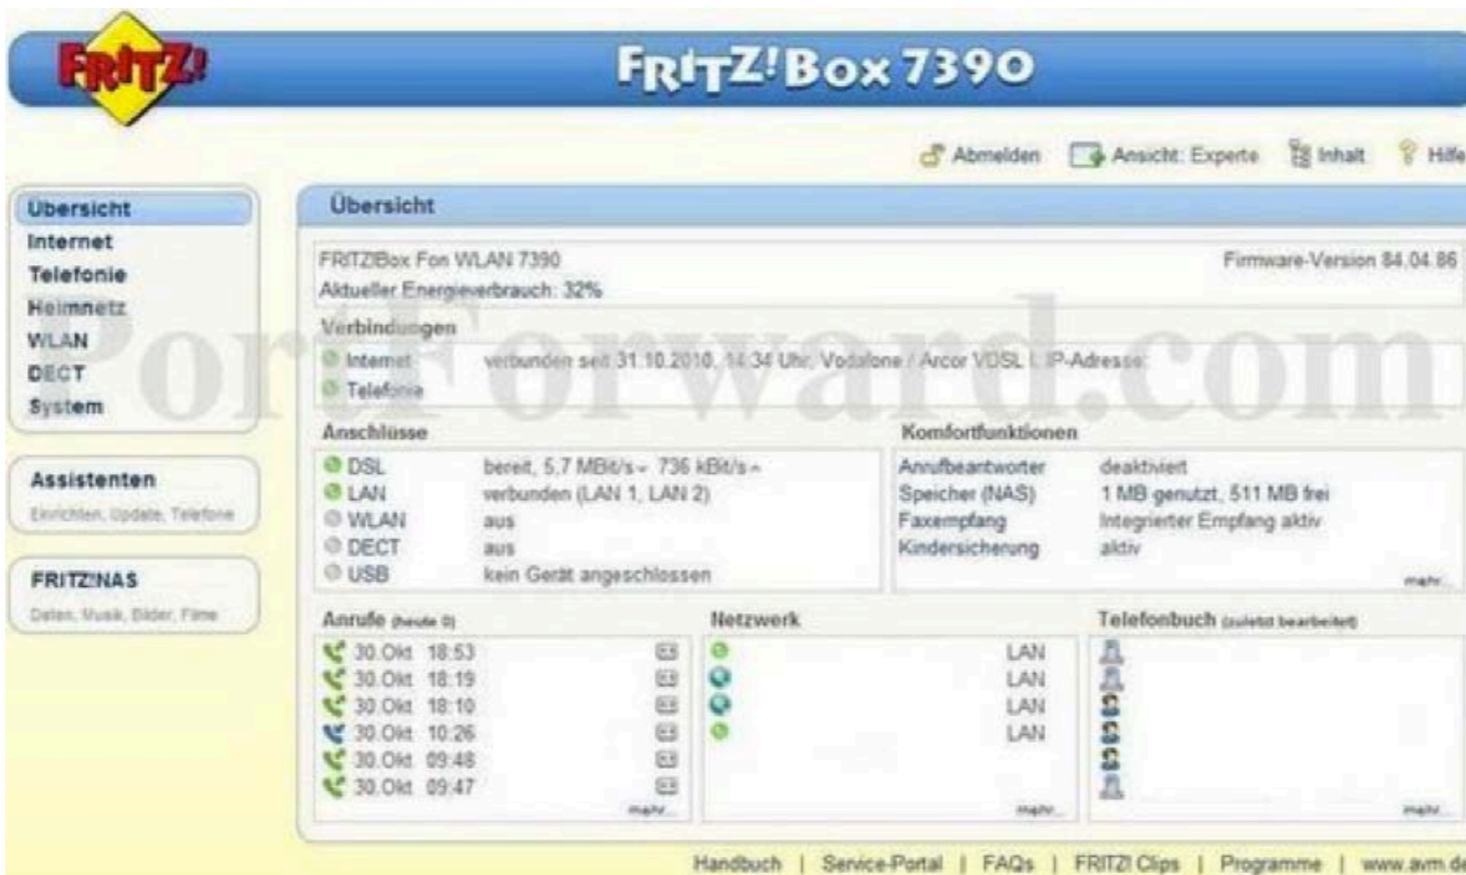 FRITZ!
FRITZ!Box 7390
Abmelden Ansicht: Experte Inhalt Hilfe
Übersicht
Internet
Telefonie
Heimnetz
WLAN
DECT
System
Assistenten
Einrichten, Update, Telefone
FRITZ!NAS
Daten, Musik, Bilder, Filme
Übersicht
FRITZ!Box Fon WLAN 7390 Firmware-Version 84.04.86
Aktueller Energieverbrauch: 32%
Verbindungen
Internet verbunden seit 31.10.2010, 14:34 Uhr, Vodafone / Arcor VDSL IP-Adresse:
Telefonie
PortForward.com
Anschlüsse
DSL bereit, 5.7 MBit/s 736 kBit/s
LAN verbunden (LAN 1, LAN 2)
WLAN aus
DECT aus
USB kein Gerät angeschlossen
Komfortfunktionen
Anrufbeantworter deaktiviert
Speicher (NAS) 1 MB genutzt, 511 MB frei
Faxempfang Integrierter Empfang aktiv
Kindersicherung aktiv
mehr...
Anrufe (heute 0)
30.Okt 18:53
30.Okt 18:19
30.Okt 18:10
30.Okt 10:26
30.Okt 09:48
30.Okt 09:47
mehr...
Netzwerk
LAN
LAN
LAN
LAN
mehr...
Telefonbuch (zuletzt bearbeitet)
mehr...
Handbuch | Service-Portal | FAQs | FRITZ! Clips | Programme | www.avm.de